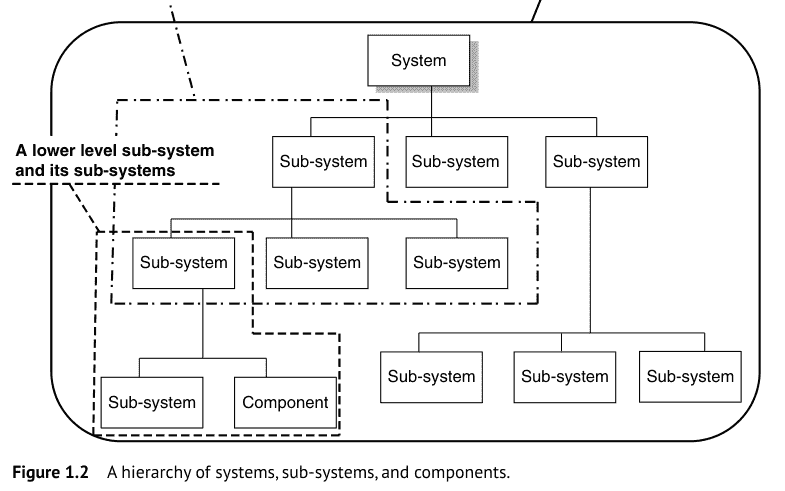 System
A lower level sub-system
and its sub-systems
Sub-system
Sub-system
Sub-system
Sub-system
Sub-system
Sub-system
Sub-system
Component
Sub-system
Sub-system
Sub-system
Figure 1.2 A hierarchy of systems, sub-systems, and components.